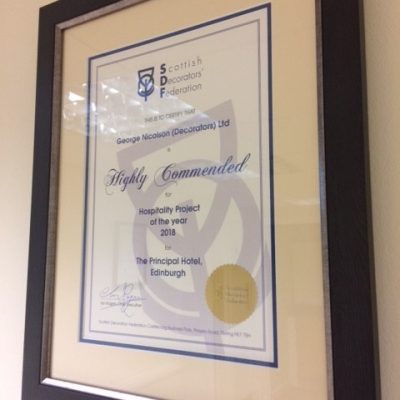 Scottish
Decorators'
Federation
THIS IS TO CERTIFY THAT
George Nicolson (Decorators) Ltd
is
Highly Commended
for
Hospitality Project
of the year
2018
for
The Principal Hotel,
Edinburgh